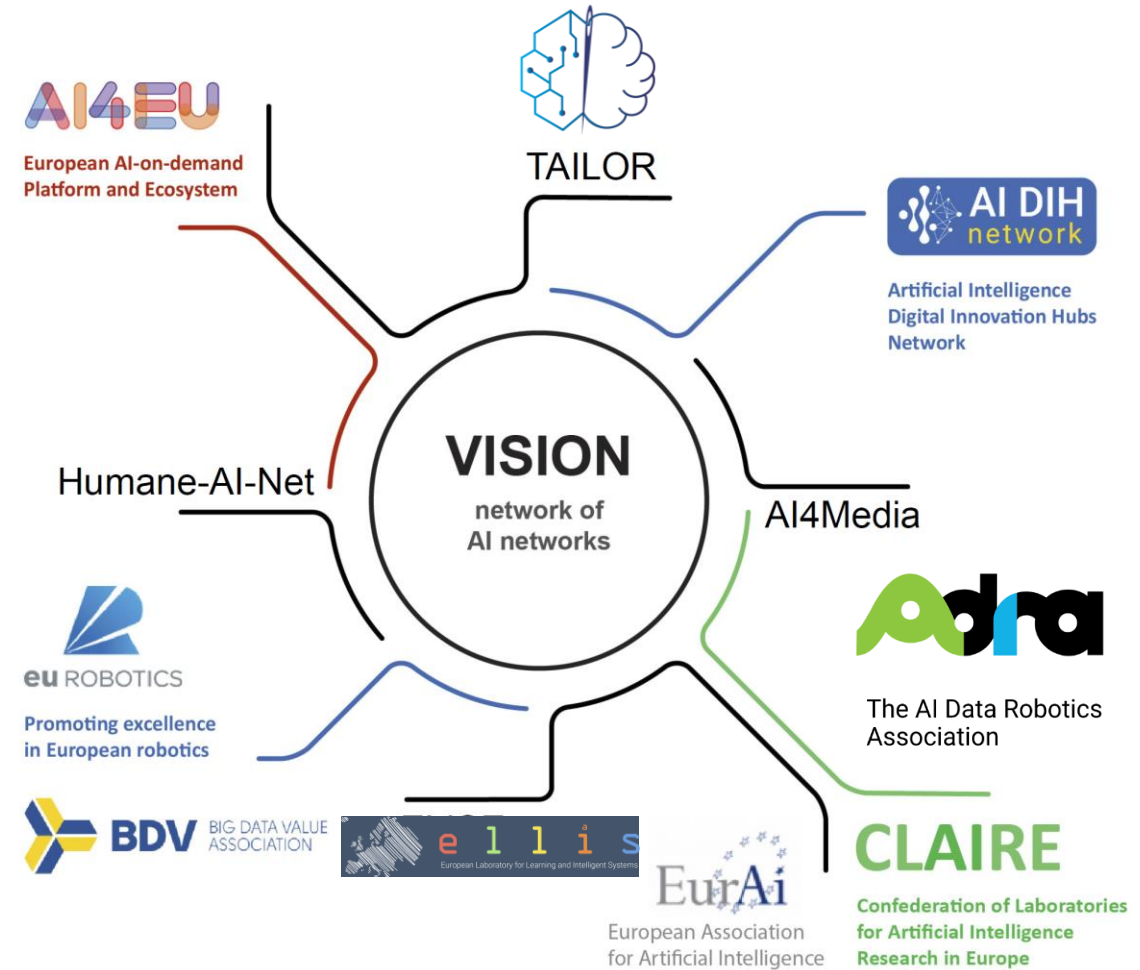 AI4EU
European AI-on-demand
Platform and Ecosystem
TAILOR
AI DIH
network
Artificial Intelligence
Digital Innovation Hubs
Network
VISION
network of
AI networks
Humane-AI-Net
AI4Media
eu ROBOTICS
Promoting excellence
in European robotics
Adra
The AI Data Robotics
Association
BDV
BIG DATA VALUE
ASSOCIATION
ellis
a
European Laboratory for Learning and Intelligent Systems
EurAi
European Association
for Artificial Intelligence
CLAIRE
Confederation of Laboratories
for Artificial Intelligence
Research in Europe